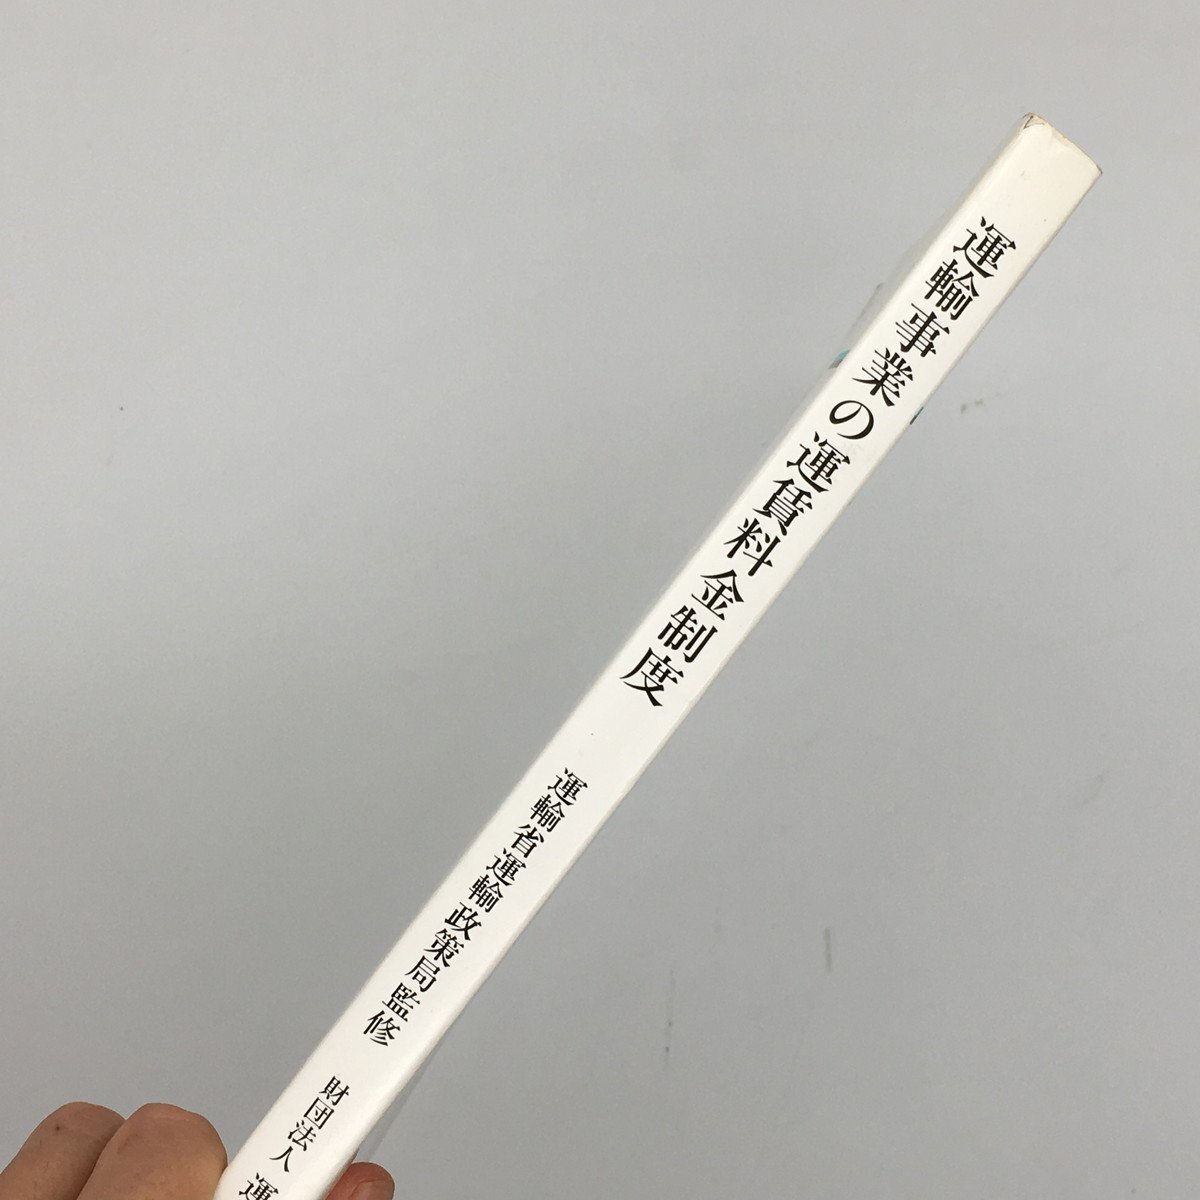 運輸事業の運賃料金制度
運輸省運輸政策局監修
財団法人 運